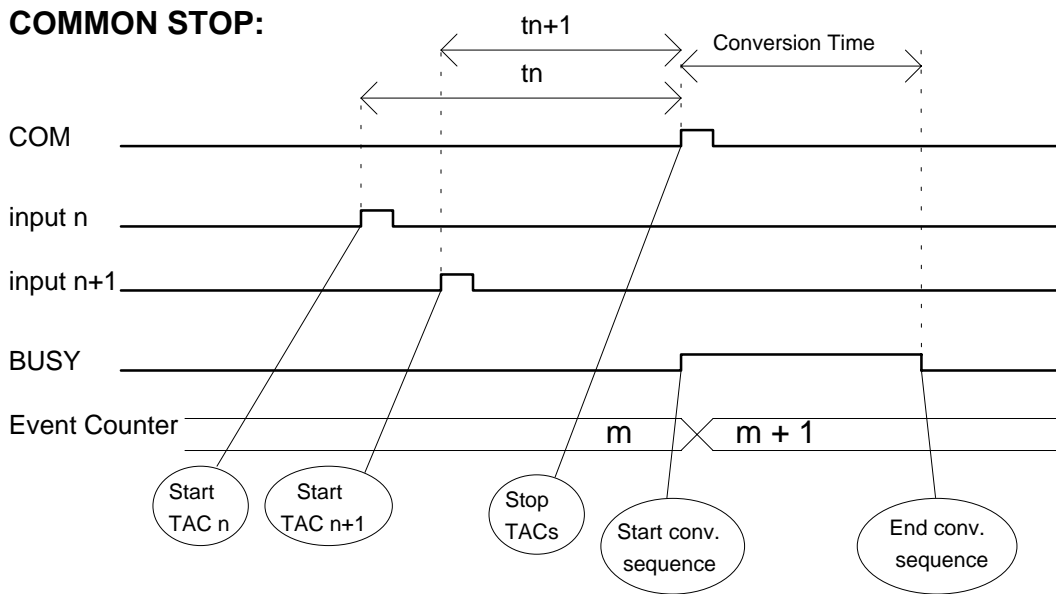 COMMON STOP:
tn+1
Conversion Time
tn
COM
input n
input n+1
BUSY
Event Counter
m
m + 1
Start
TAC n
Start
TAC n+1
Stop
TACs
Start conv.
sequence
End conv.
sequence